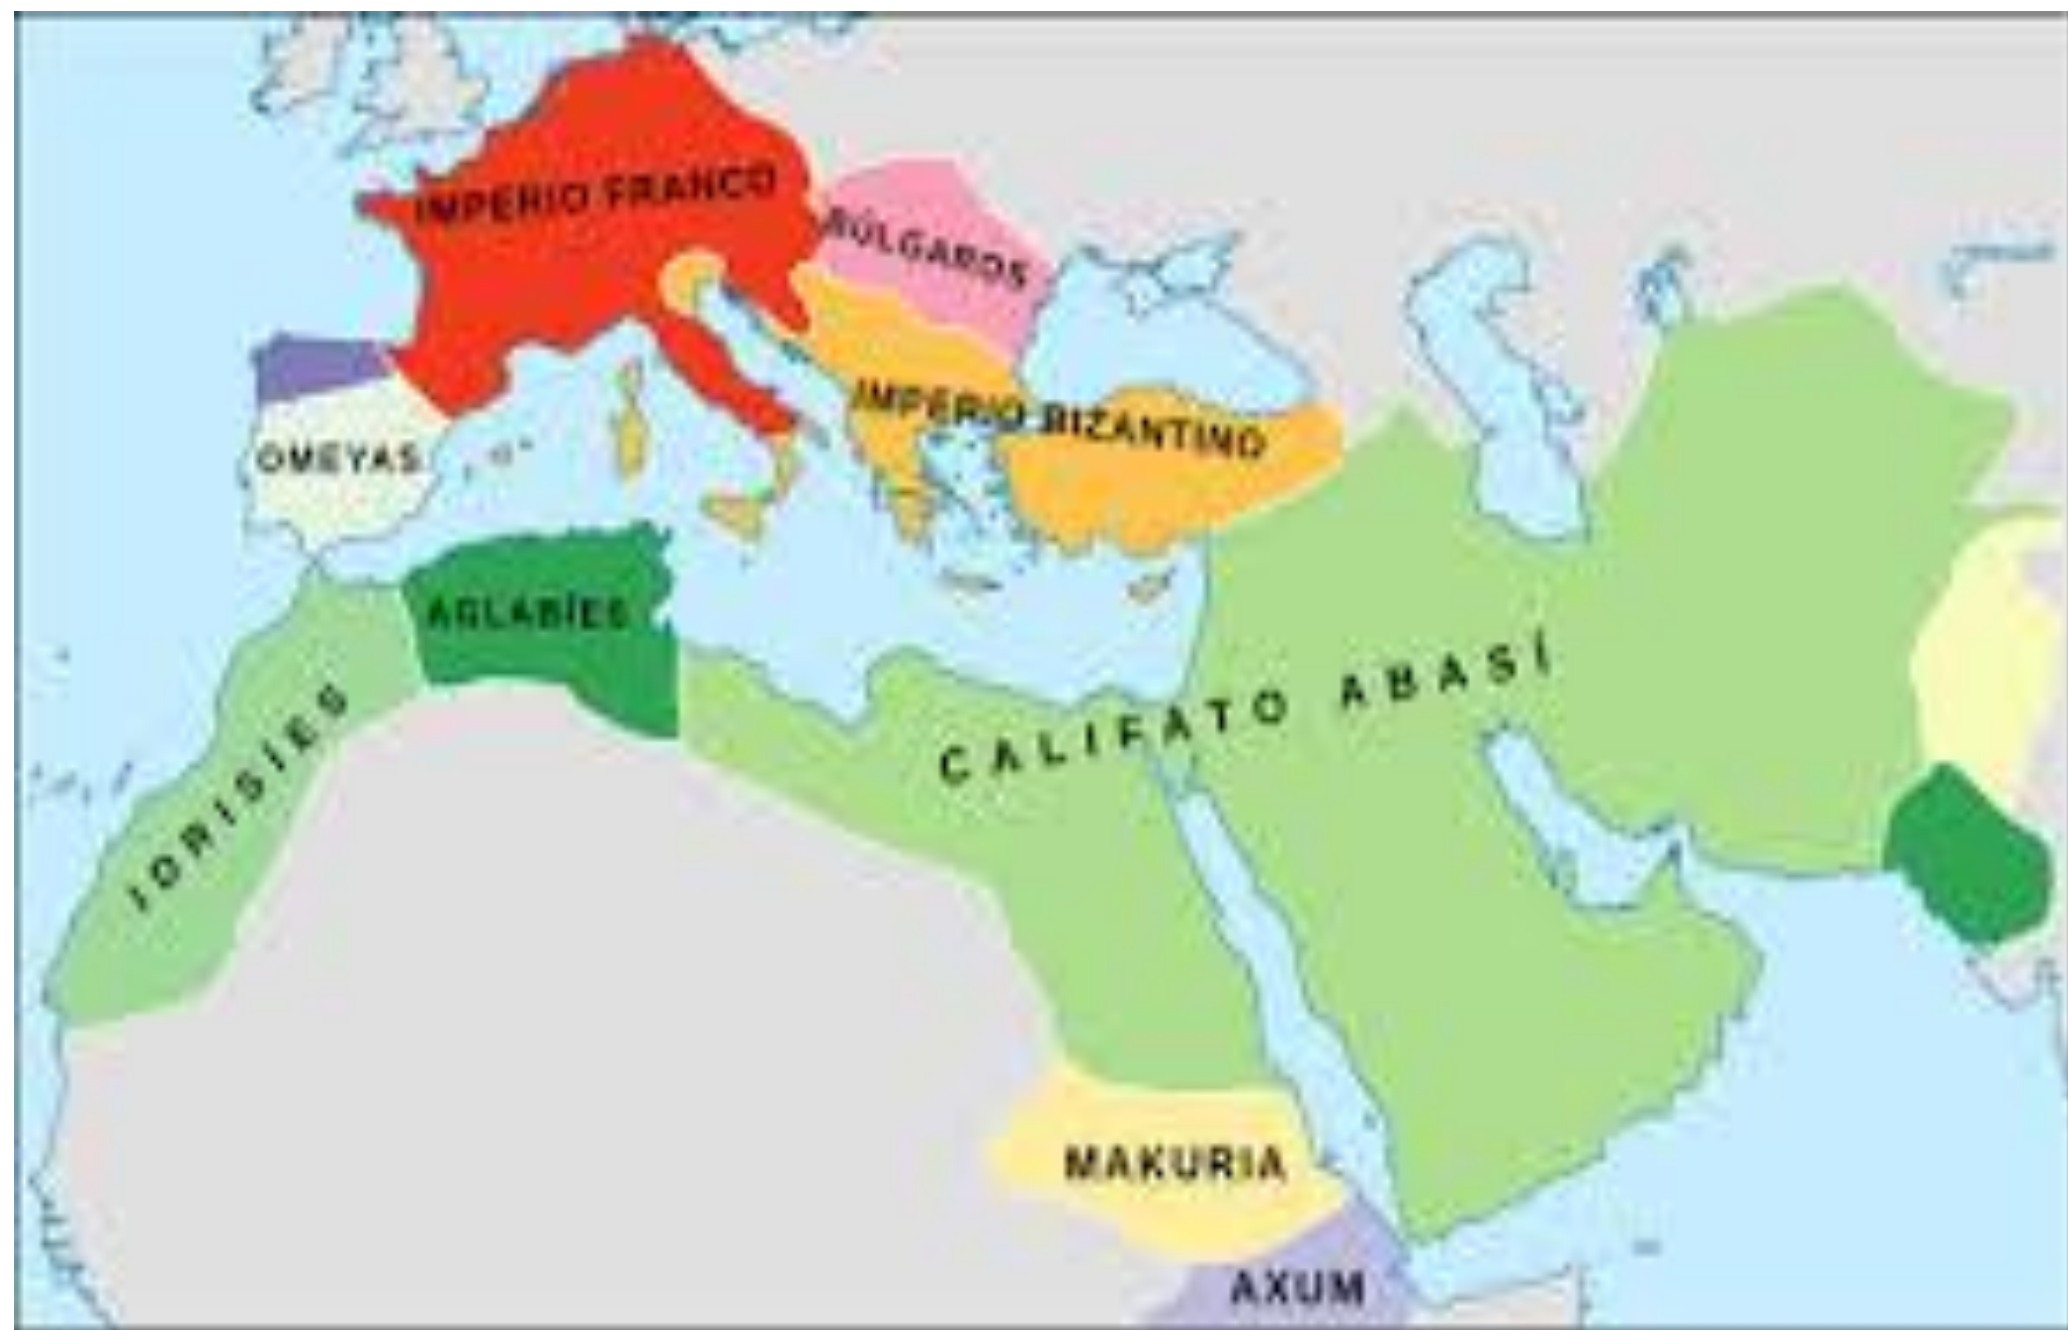 IMPERIO FRANCO
BÚLGAROS
IMPERIO BIZANTINO
OMEYAS
AGLABÍES
IDRISÍES
CALIFATO ABASÍ
MAKURIA
AXUM